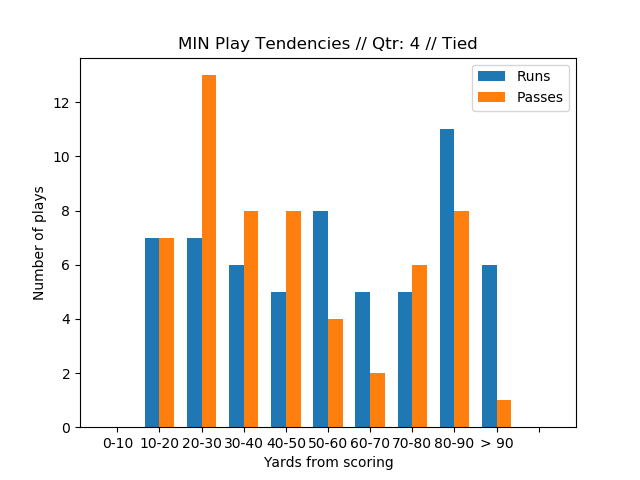 MIN Play Tendencies // Qtr: 4 // Tied
Runs
Passes
Number of plays
12
10
8
6
4
2
0
0-10 10-20 20-30 30-40 40-50 50-60 60-70 70-80 80-90 > 90
Yards from scoring